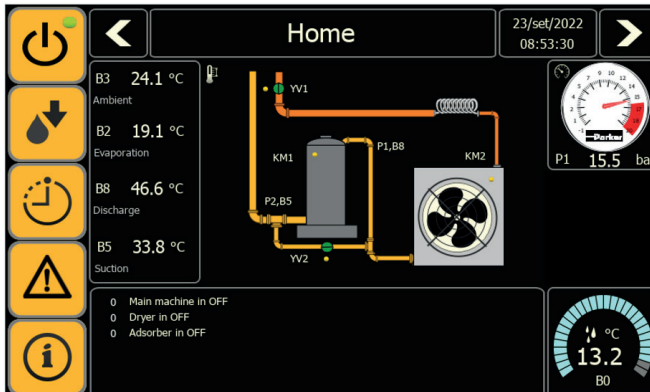 Home
23/set/2022
08:53:30
B3 24.1 °C
Ambient
B2 19.1 °C
Evaporation
B8 46.6 °C
Discharge
B5 33.8 °C
Suction
YV1
KM1
P1,B8
KM2
P2,B5
YV2
Parker
P1 15.5 ba
0 Main machine in OFF
0 Dryer in OFF
0 Adsorber in OFF
°C
13.2
B0
i